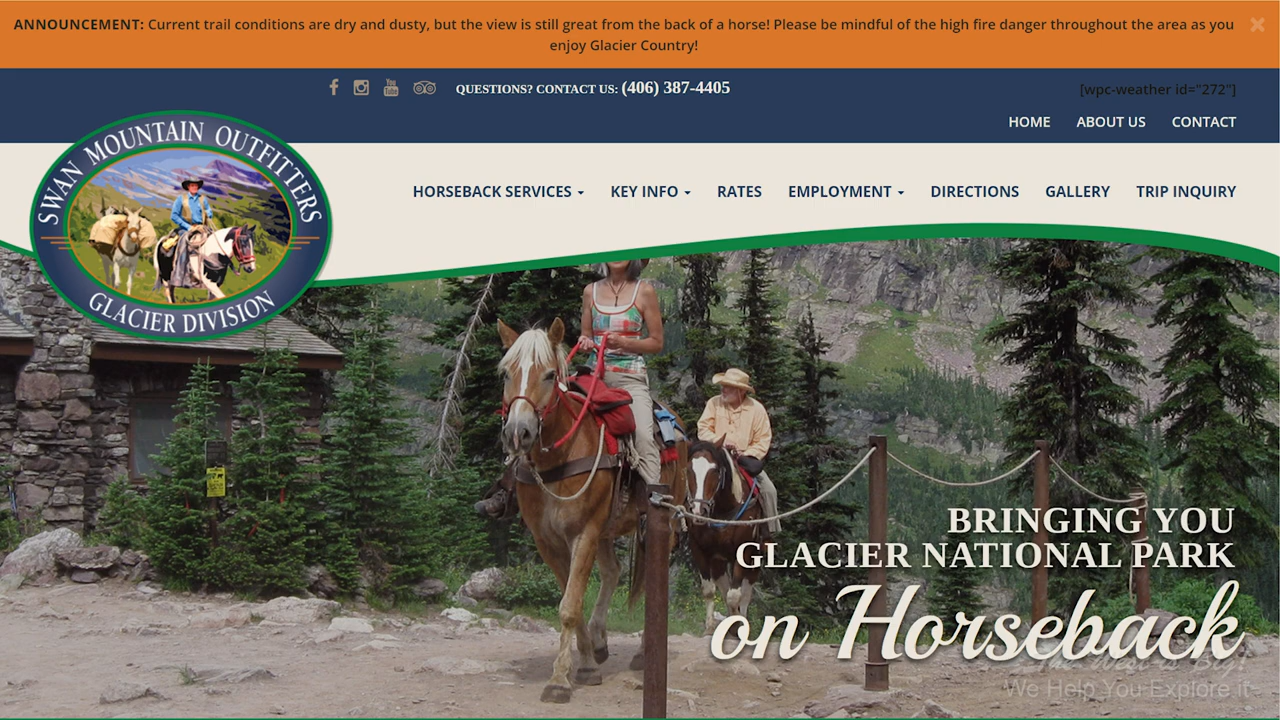 ANNOUNCEMENT: Current trail conditions are dry and dusty, but the view is still great from the back of a horse! Please be mindful of the high fire danger throughout the area as you
enjoy Glacier Country!
QUESTIONS? CONTACT US: (406) 387-4405
[wpc-weather id="272"]
HOME ABOUT US CONTACT
SWAN MOUNTAIN OUTFITTERS
GLACIER DIVISION
HORSEBACK SERVICES KEY INFO RATES EMPLOYMENT DIRECTIONS GALLERY TRIP INQUIRY
BRINGING YOU
GLACIER NATIONAL PARK
on Horseback
The West is Big!
We Help You Explore it